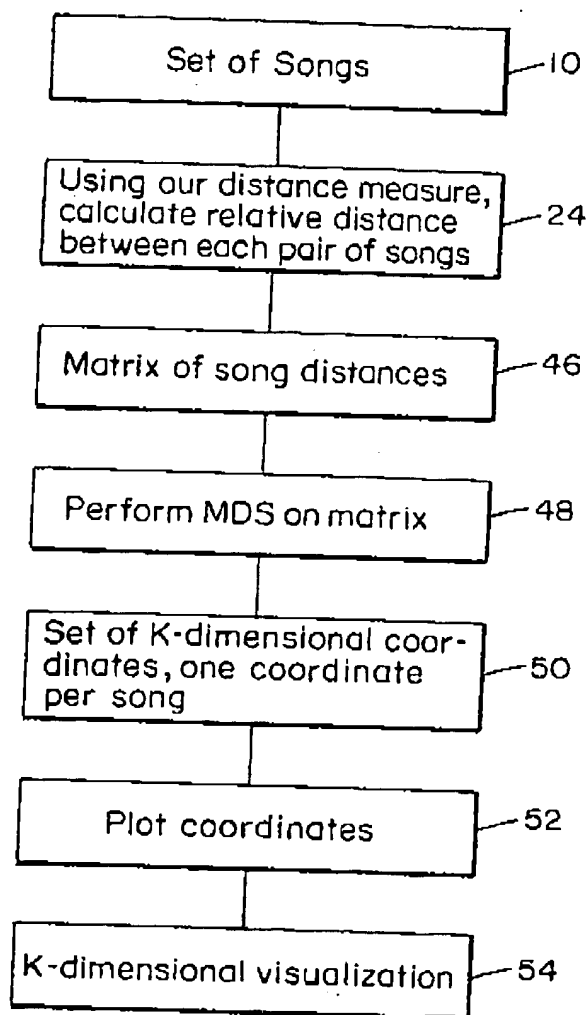 Set of Songs
10
Using our distance measure,
calculate relative distance
between each pair of songs
24
Matrix of song distances
46
Perform MDS on matrix
48
Set of K-dimensional coor-
dinates, one coordinate
per song
50
Plot coordinates
52
K-dimensional visualization
54